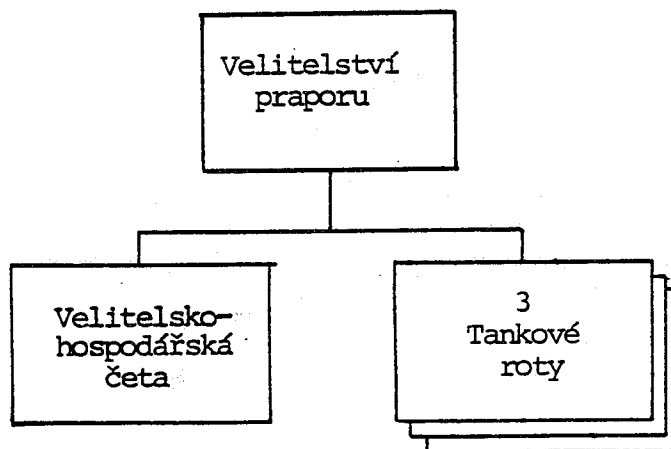 Velitelství
praporu
Velitelsko-
hospodářská
četa
3
Tankové
roty